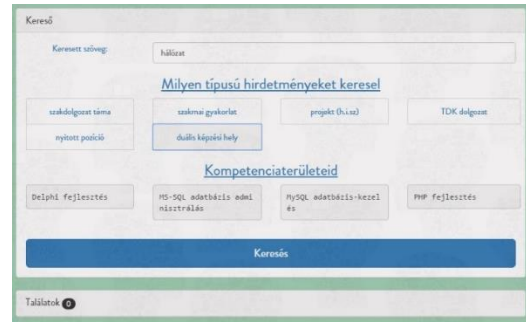 Kereső
Keresett szöveg: hálózat
Milyen típusú hirdetményeket keresel
szakdolgozat téma szakmai gyakorlat projekt (h.i.sz) TDK dolgozat
nyitott pozíció duális képzési hely
Kompetenciaterületeid
Delphi fejlesztés MS-SQL adatbázis admi MySQL adatbázis-kezel PHP fejlesztés
nisztrálás és
Keresés
Találatok 0